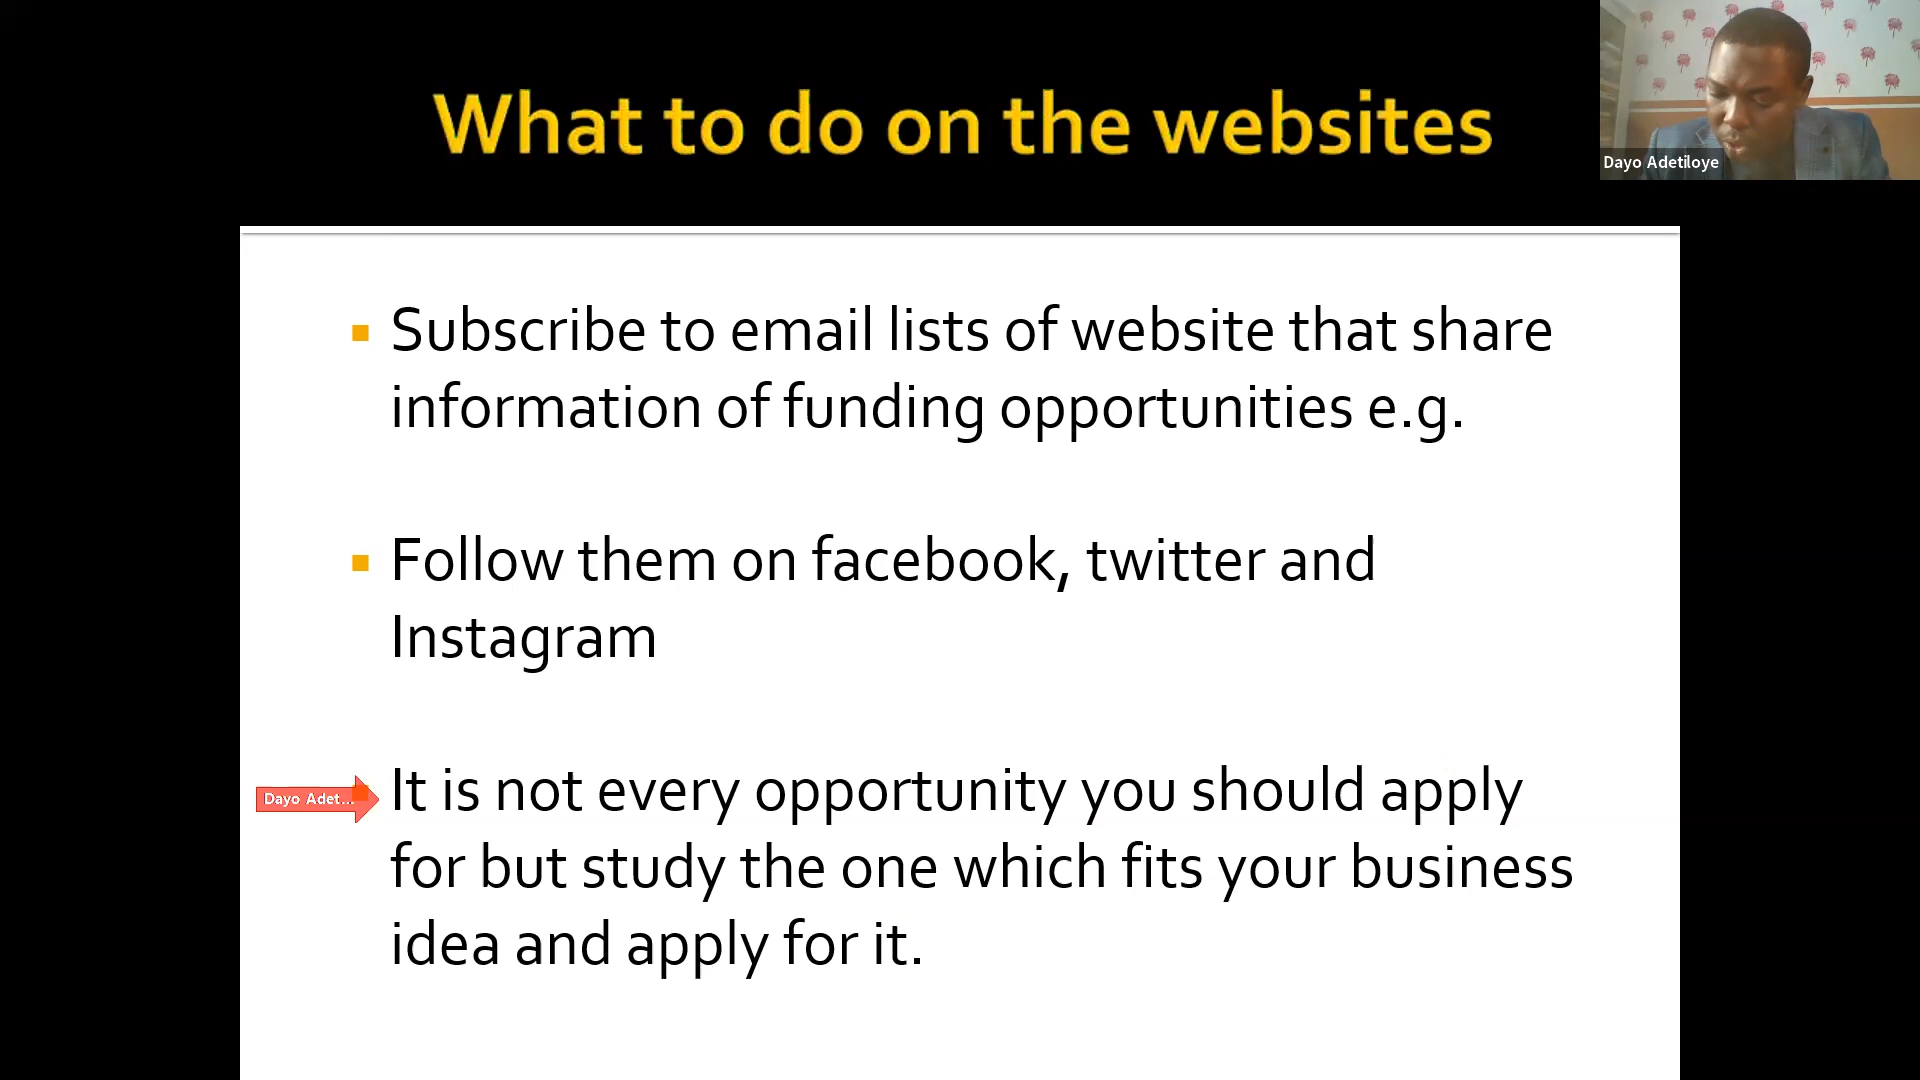 What to do on the websites
Dayo Adetiloye
Subscribe to email lists of website that share
information of funding opportunities e.g.
Follow them on facebook, twitter and
Instagram
Dayo Adet...
It is not every opportunity you should apply
for but study the one which fits your business
idea and apply for it.